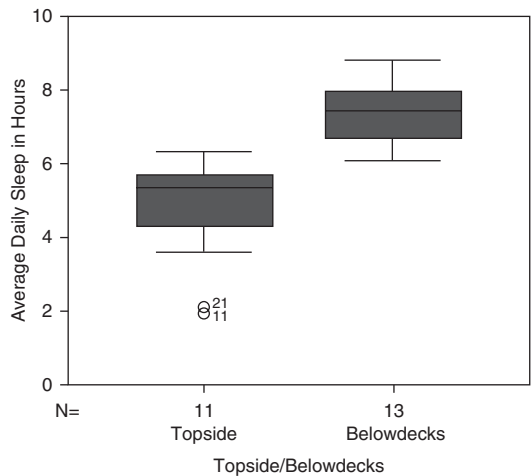 Average Daily Sleep in Hours
10
8
6
4
2
0
21
11
N= 11 13
Topside Belowdecks
Topside/Belowdecks